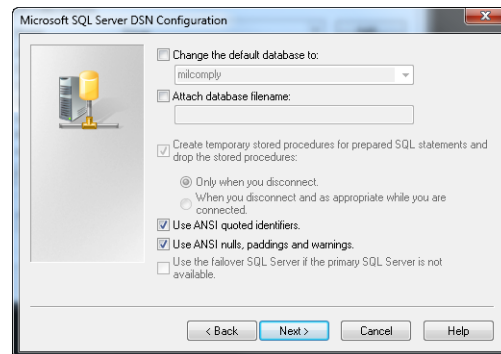 Microsoft SQL Server DSN Configuration
Change the default database to:
milcomply
Attach database filename:
Create temporary stored procedures for prepared SQL statements and
drop the stored procedures:
Only when you disconnect.
When you disconnect and as appropriate while you are
connected.
Use ANSI quoted identifiers.
Use ANSI nulls, paddings and warnings.
Use the failover SQL Server if the primary SQL Server is not
available.
< Back
Next >
Cancel
Help